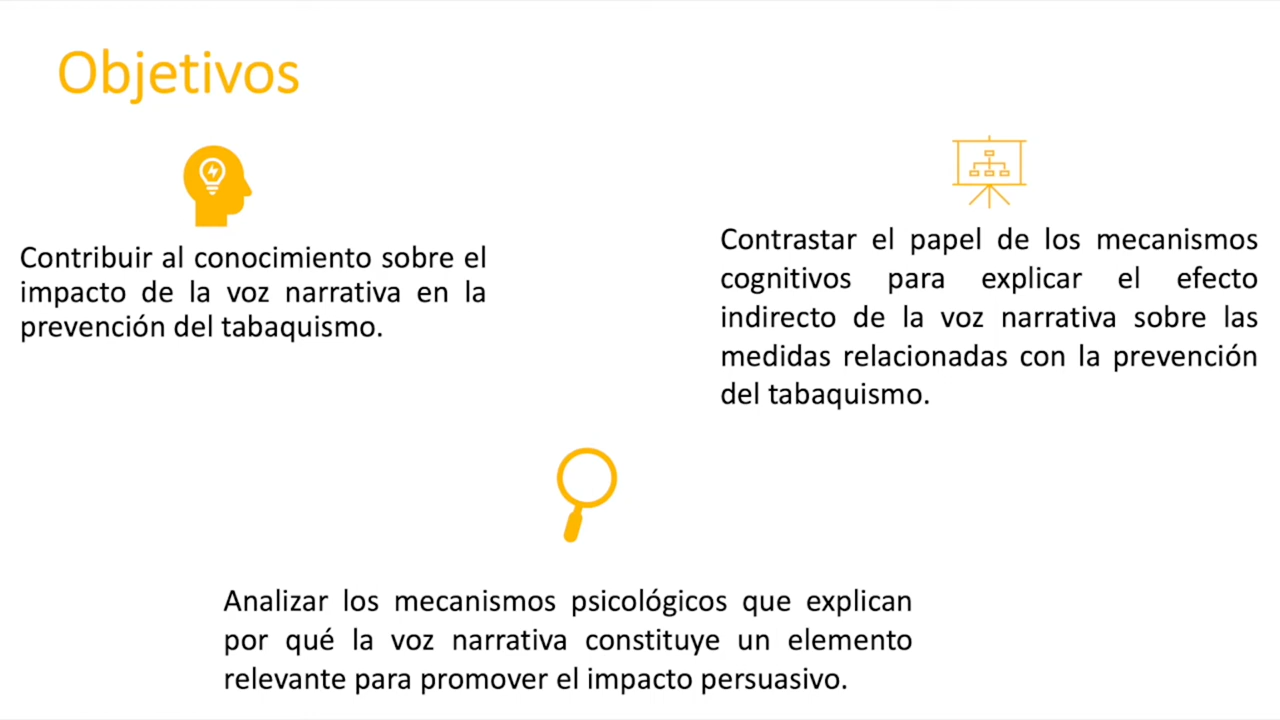 Objetivos
Contribuir al conocimiento sobre el
impacto de la voz narrativa en la
prevención del tabaquismo.
Contrastar el papel de los mecanismos
cognitivos para explicar el efecto
indirecto de la voz narrativa sobre las
medidas relacionadas con la prevención
del tabaquismo.
Analizar los mecanismos psicológicos que explican
por qué la voz narrativa constituye un elemento
relevante para promover el impacto persuasivo.